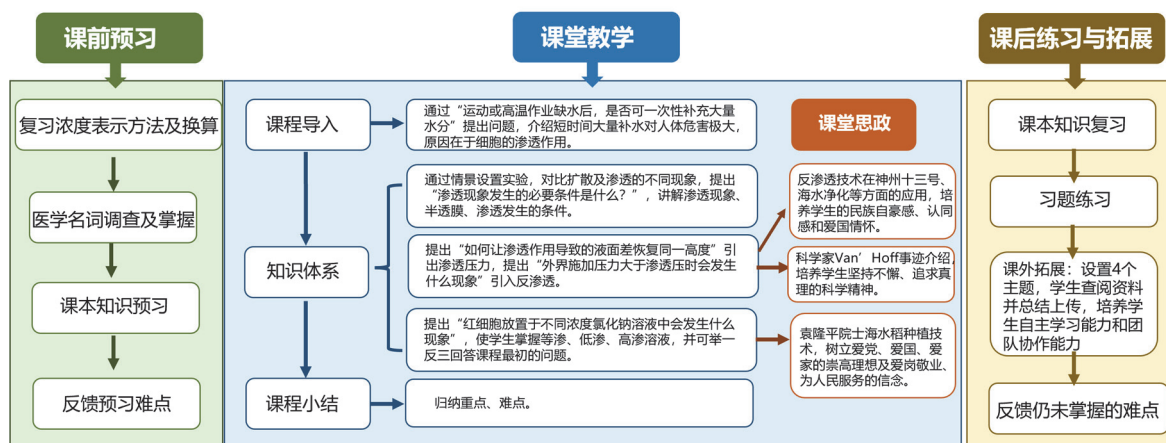 课前预习
复习浓度表示方法及换算
医学名词调查及掌握
课本知识预习
反馈预习难点
课堂教学
课程导入
通过“运动或高温作业缺水后，是否可一次性补充大量
水分”提出问题，介绍短时间大量补水对人体危害极大，
原因在于细胞的渗透作用。
知识体系
通过情景设置实验，对比扩散及渗透的不同现象，提出
“渗透现象发生的必要条件是什么？”，讲解渗透现象、
半透膜、渗透发生的条件。
提出“如何让渗透作用导致的液面差恢复同一高度”引
出渗透压力，提出“外界施加压力大于渗透压时会发生
什么现象”引入反渗透。
提出“红细胞放置于不同浓度氯化钠溶液中会发生什么
现象”，使学生掌握等渗、低渗、高渗溶液，并可举一
反三回答课程最初的问题。
课程小结
归纳重点、难点。
课堂思政
反渗透技术在神州十三号、
海水净化等方面的应用，培
养学生的民族自豪感、认同
感和爱国情怀。
科学家Van’Hoff事迹介绍，
培养学生坚持不懈、追求真
理的科学精神。
袁隆平院士海水稻种植技
术，树立爱党、爱国、爱
家的崇高理想及爱岗敬业、
为人民服务的信念。
课后练习与拓展
课本知识复习
习题练习
课外拓展：设置4个
主题，学生查阅资料
并总结上传，培养学
生自主学习能力和团
队协作能力
反馈仍未掌握的难点